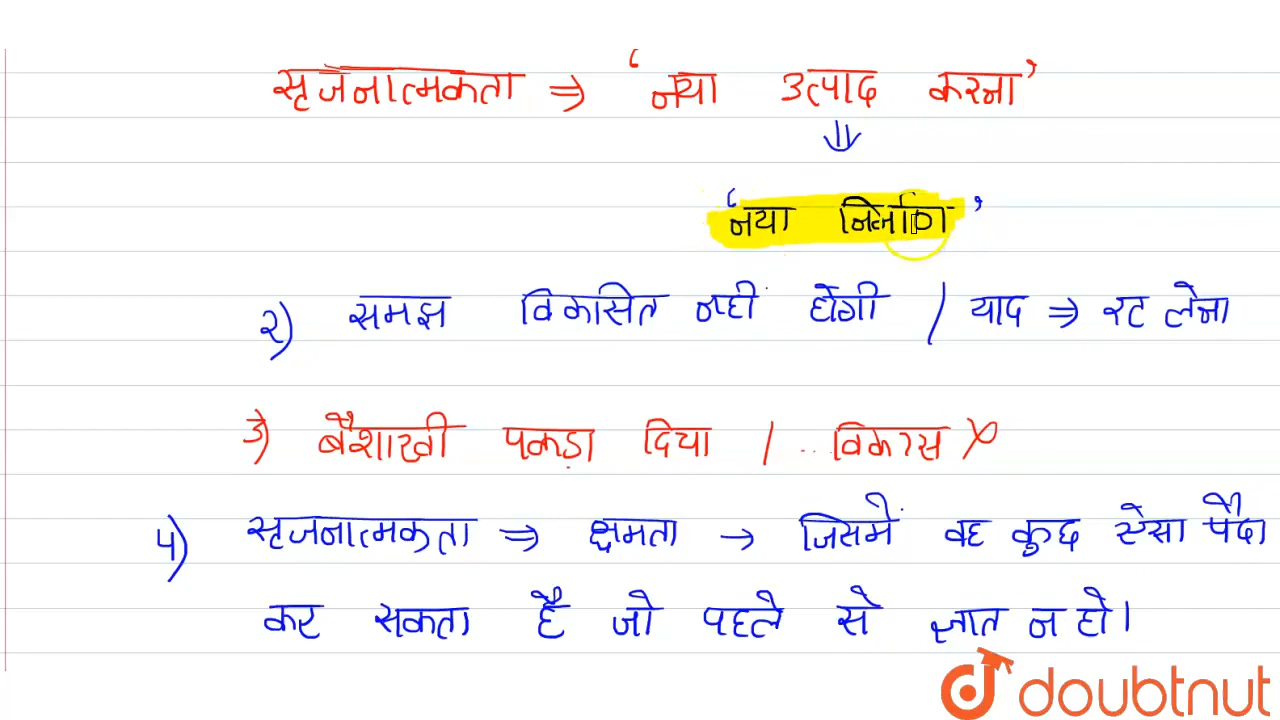 सृजनात्मकता ⇒ ‘नया उत्पाद करना’
⇓
‘नया निर्माण’
२) समझ विकसित नहीं होगी / याद ⇒ रट लेना
3) बैशाखी पकड़ा दिया / .. विकास X
4) सृजनात्मकता ⇒ क्षमता → जिसमें वह कुछ ऐसा पैदा
कर सकता है जो पहले से ज्ञात न हो।
doubtnut